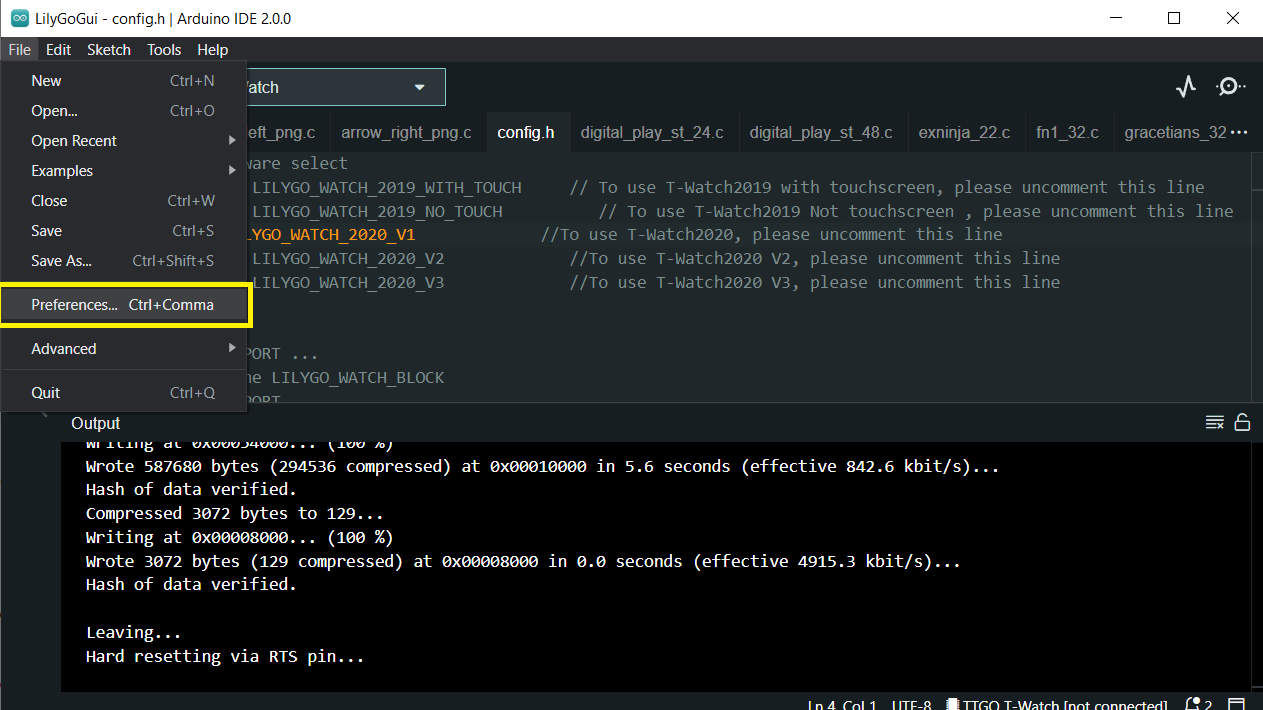 LilyGoGui - config.h | Arduino IDE 2.0.0
File Edit Sketch Tools Help
New Ctrl+N
Open... Ctrl+O
Open Recent
Examples
Close Ctrl+W
Save Ctrl+S
Save As... Ctrl+Shift+S
Preferences... Ctrl+Comma
Advanced
Quit Ctrl+Q
atch
eft_png.c arrow_right_png.c config.h digital_play_st_24.c digital_play_st_48.c exninja_22.c fn1_32.c gracetians_32 ...
ware select
LILYGO_WATCH_2019_WITH_TOUCH // To use T-Watch2019 with touchscreen, please uncomment this line
LILYGO_WATCH_2019_NO_TOUCH // To use T-Watch2019 Not touchscreen , please uncomment this line
LYGO_WATCH_2020_V1 //To use T-Watch2020, please uncomment this line
LILYGO_WATCH_2020_V2 //To use T-Watch2020 V2, please uncomment this line
LILYGO_WATCH_2020_V3 //To use T-Watch2020 V3, please uncomment this line
PORT ...
ne LILYGO_WATCH_BLOCK
PORT
Output
Writing at 0x00054000... (100 %)
Wrote 587680 bytes (294536 compressed) at 0x00010000 in 5.6 seconds (effective 842.6 kbit/s)...
Hash of data verified.
Compressed 3072 bytes to 129...
Writing at 0x00008000... (100 %)
Wrote 3072 bytes (129 compressed) at 0x00008000 in 0.0 seconds (effective 4915.3 kbit/s)...
Hash of data verified.
Leaving...
Hard resetting via RTS pin...
Ln 4, Col 1 UTF-8 TTGO T-Watch [not connected] 2